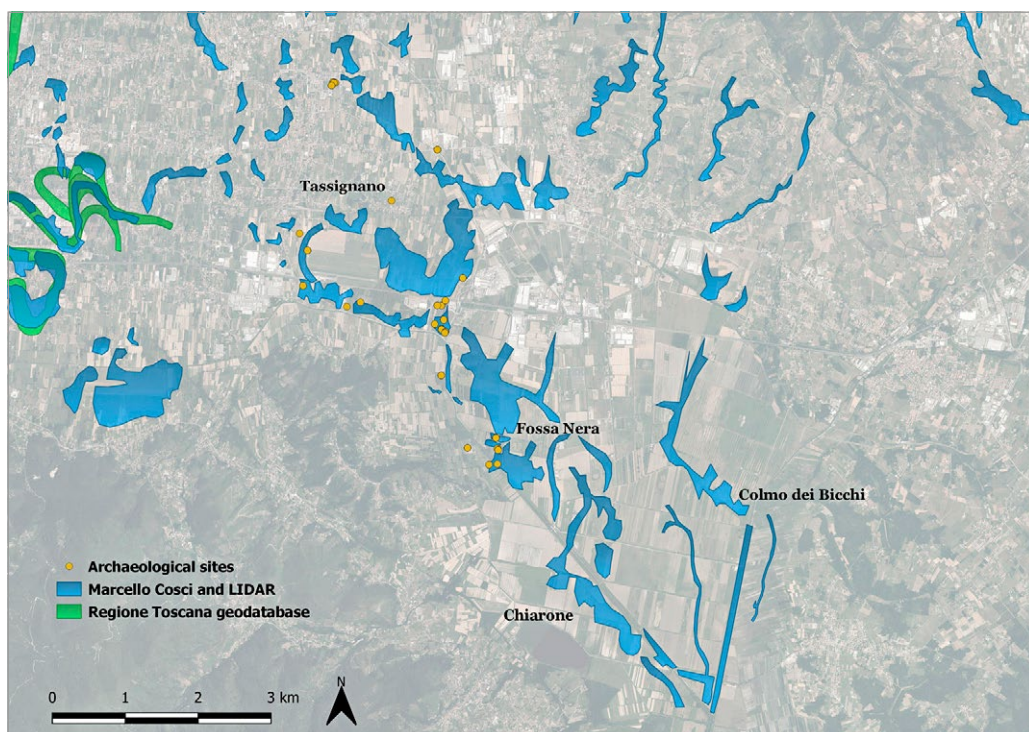 Tassignano
Fossa Nera
Colmo dei Bicchi
Archaeological sites
Marcello Cosci and LIDAR
Regione Toscana geodatabase
Chiarone
0 1 2 3 km
N